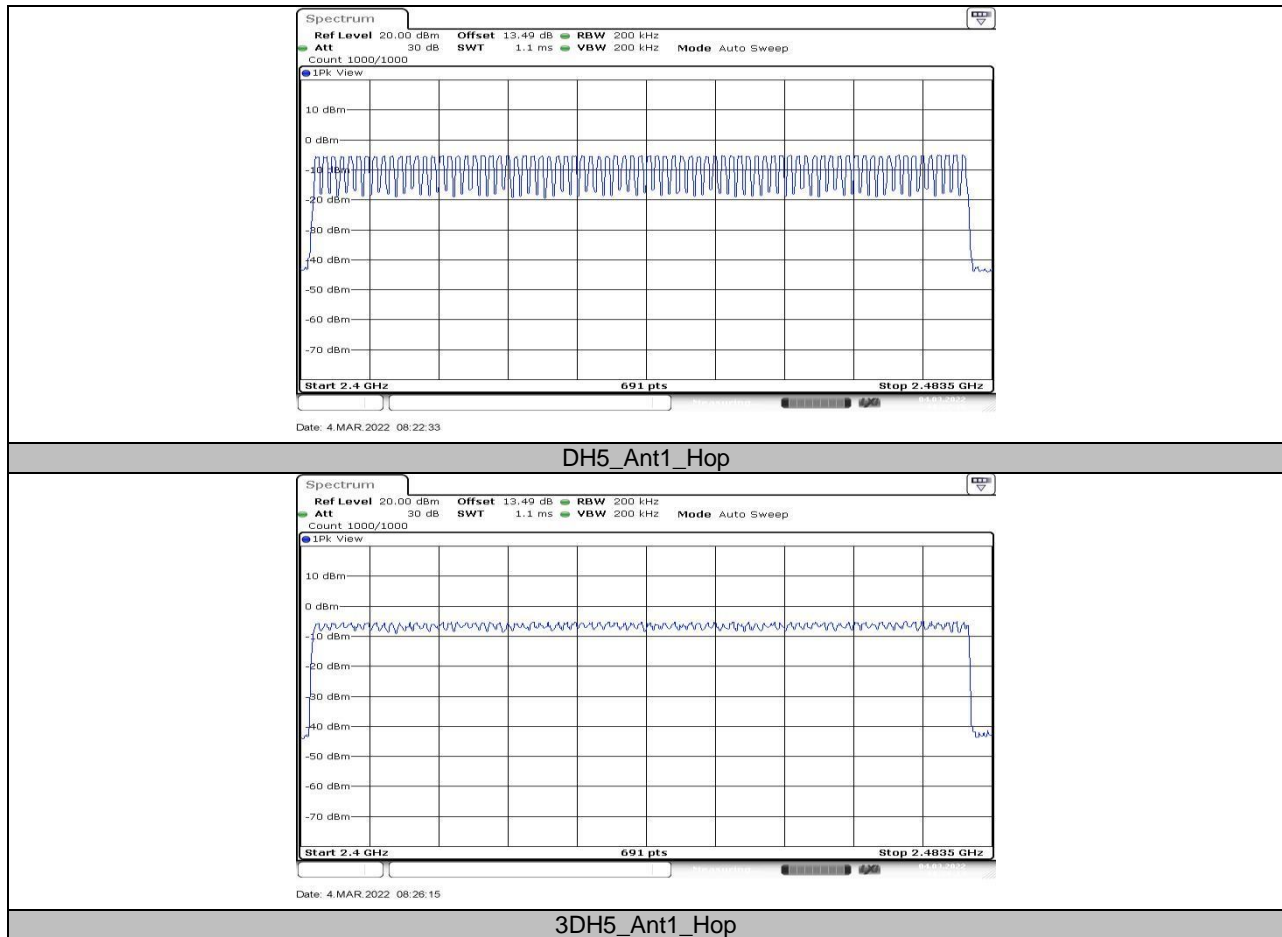 Spectrum
Ref Level 20.00 dBm Offset 13.49 dB RBW 200 kHz
Att 30 dB SWT 1.1 ms VBW 200 kHz Mode Auto Sweep
Count 1000/1000
1Pk View
10 dBm
0 dBm
-10 dBm
-20 dBm
-30 dBm
-40 dBm
-50 dBm
-60 dBm
-70 dBm
Start 2.4 GHz 691 pts Stop 2.4835 GHz
Date: 4.MAR.2022 08:22:33
DH5_Ant1_Hop
Spectrum
Ref Level 20.00 dBm Offset 13.49 dB RBW 200 kHz
Att 30 dB SWT 1.1 ms VBW 200 kHz Mode Auto Sweep
Count 1000/1000
1Pk View
10 dBm
0 dBm
-10 dBm
-20 dBm
-30 dBm
-40 dBm
-50 dBm
-60 dBm
-70 dBm
Start 2.4 GHz 691 pts Stop 2.4835 GHz
Date: 4.MAR.2022 08:26:15
3DH5_Ant1_Hop